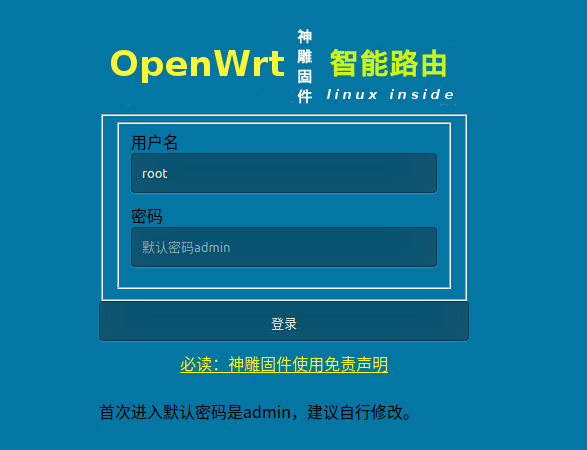 OpenWrt 神雕固件 智能路由
linux inside
用户名
root
密码
默认密码admin
登录
必读：神雕固件使用免责声明
首次进入默认密码是admin，建议自行修改。